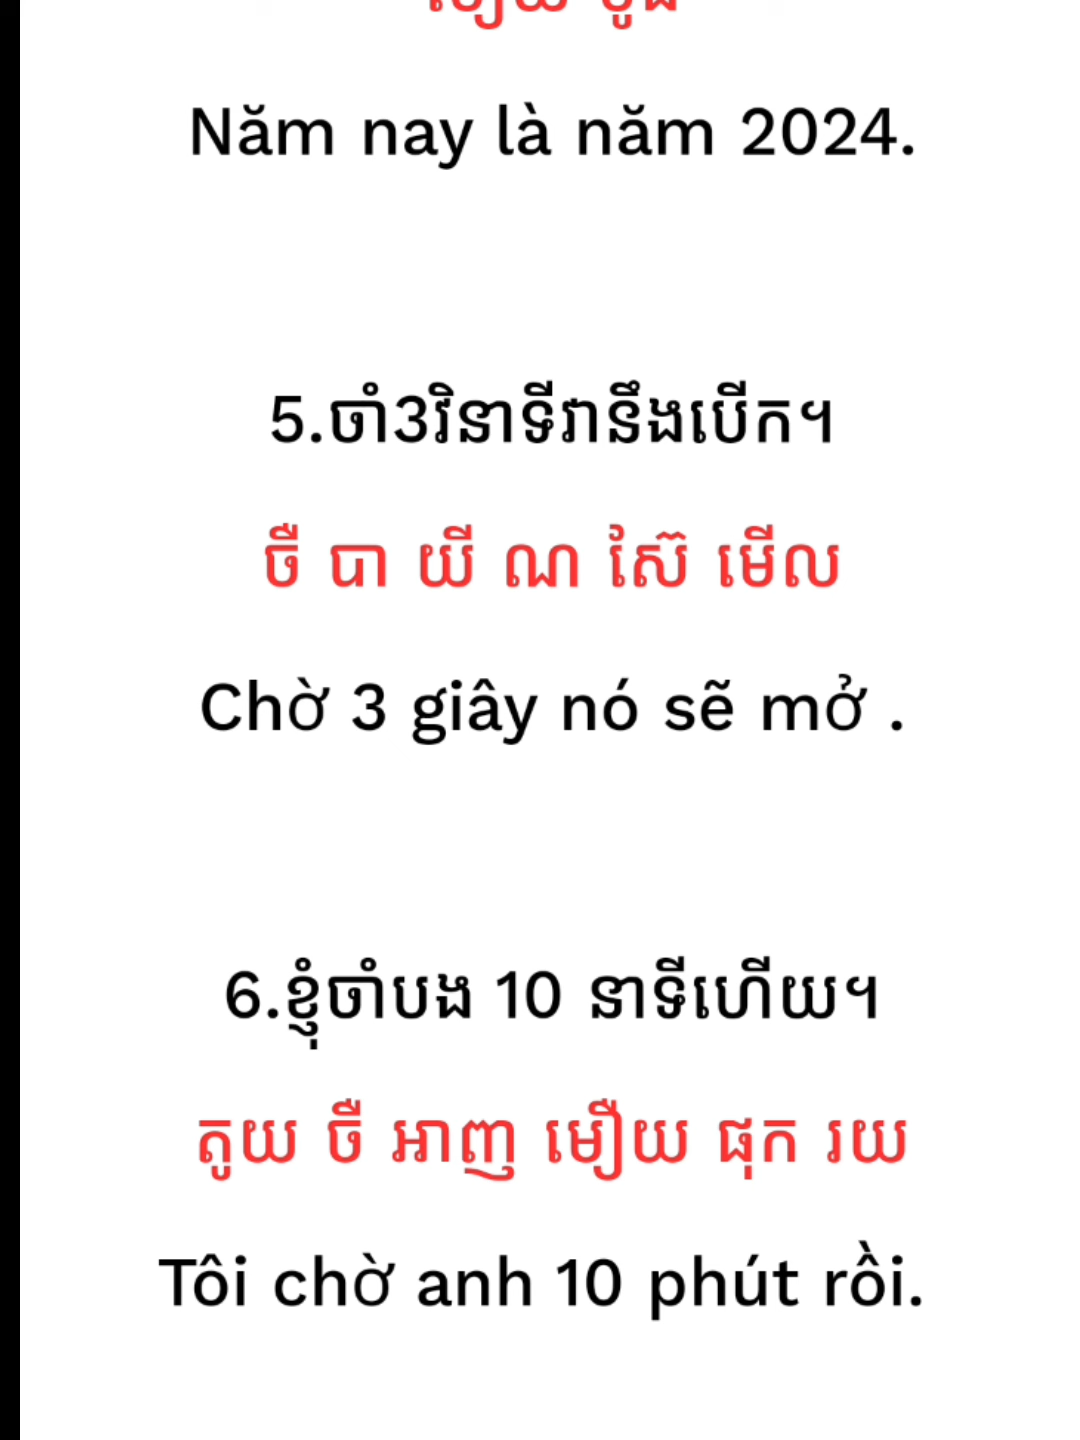 Năm nay là năm 2024.
5.ចាំ3វិនាទីវានឹងបើក។
ចឺ បា យី ណ ស៊ែ មើល
Chờ 3 giây nó sẽ mở .
6.ខ្ញុំចាំបង 10 នាទីហើយ។
តូយ ចឺ អាញ មឿយ ផុក រយ
Tôi chờ anh 10 phút rồi.